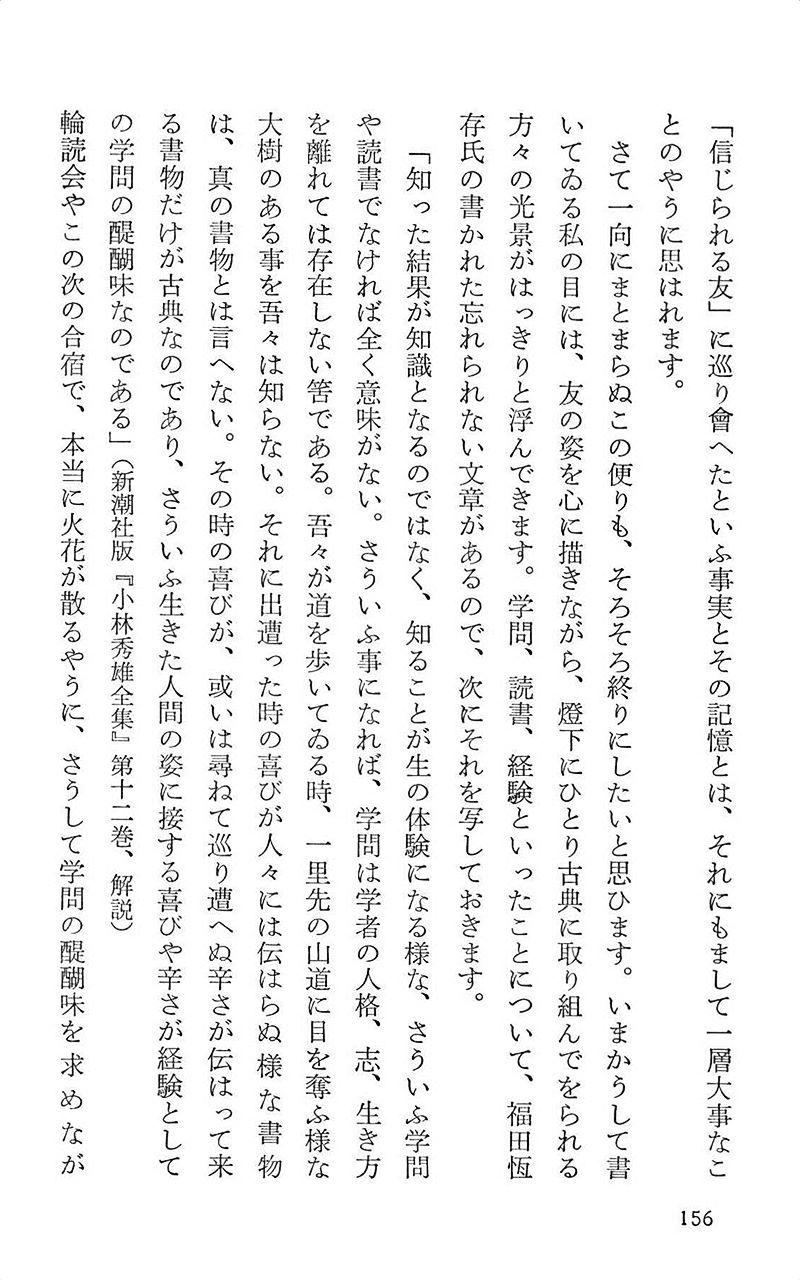 「信じられる友」に巡り會へたといふ事実とその記憶とは、それにもまして一層大事なこ
とのやうに思はれます。
さて一向にまとまらぬこの便りも、そろそろ終りにしたいと思ひます。いまかうして書
いてゐる私の目には、友の姿を心に描きながら、燈下にひとり古典に取り組んでをられる
方々の光景がはっきりと浮んできます。学問、読書、経験といったことについて、福田恆
存氏の書かれた忘れられない文章があるので、次にそれを写しておきます。
「知った結果が知識となるのではなく、知ることが生の体験になる様な、さういふ学問
や読書でなければ全く意味がない。さういふ事になれば、学問は学者の人格、志、生き方
を離れては存在しない筈である。吾々が道を歩いてゐる時、一里先の山道に目を奪ふ様な
大樹のある事を吾々は知らない。それに出遭った時の喜びが人々には伝はらぬ様な書物
は、真の書物とは言へない。その時の喜びが、或いは尋ねて巡り遭へぬ辛さが伝はって来
る書物だけが古典なのであり、さういふ生きた人間の姿に接する喜びや辛さが経験として
の学問の醍醐味なのである」（新潮社版『小林秀雄全集』第十二巻、解説）
輪読会やこの次の合宿で、本当に火花が散るやうに、さうして学問の醍醐味を求めなが
156